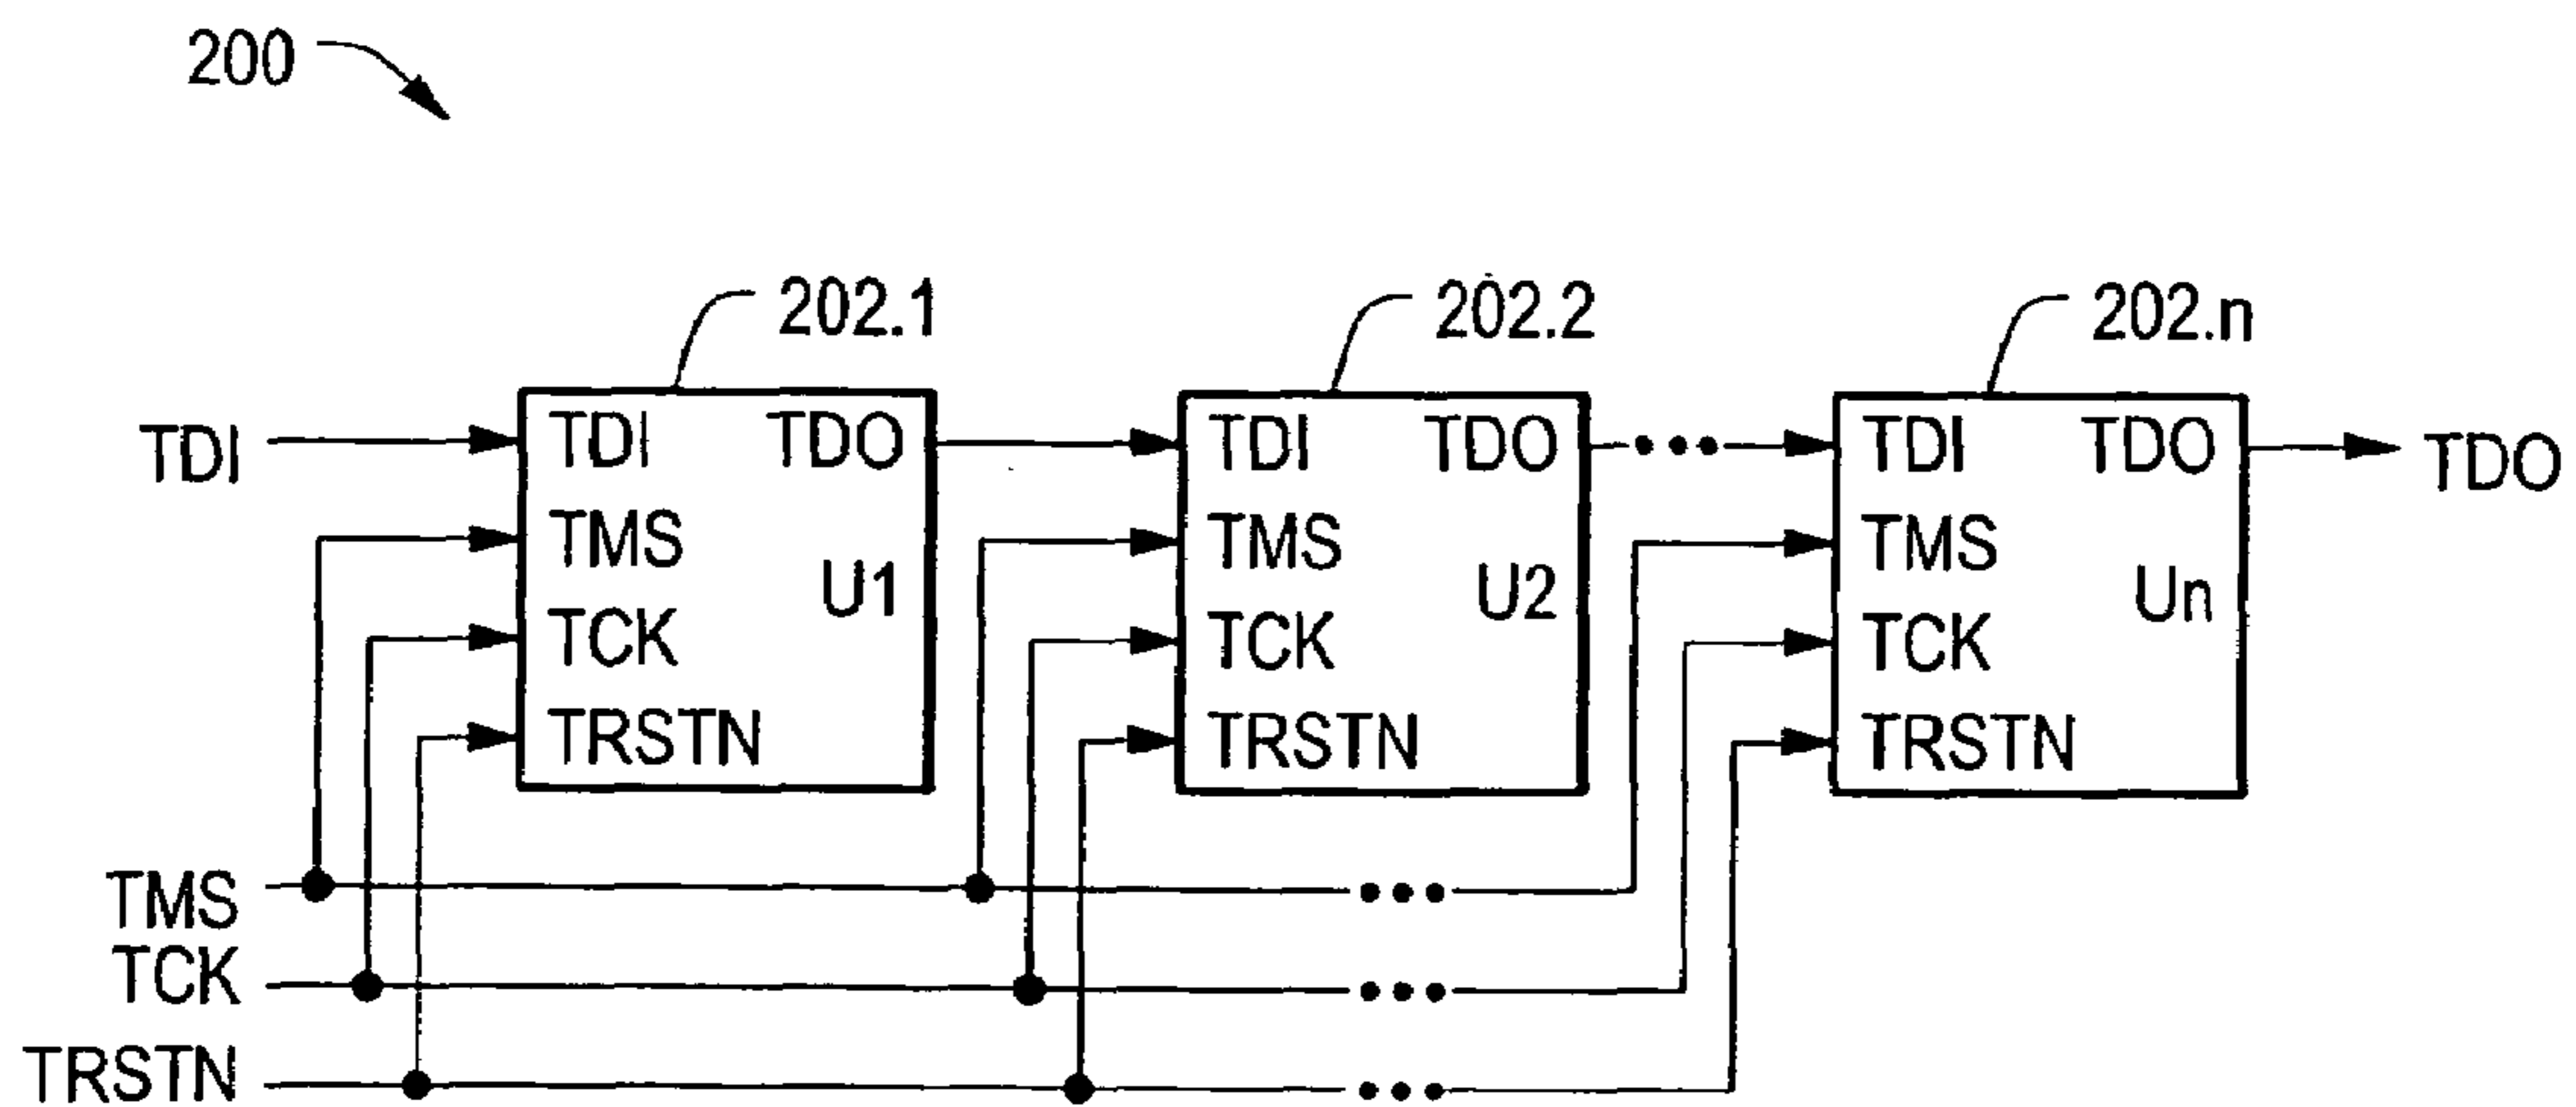 200
202.1
202.2
202.n
TDI
TDI TDO
TMS
U1
TCK
TRSTN
TDI TDO
TMS
U2
TCK
TRSTN
TDI TDO
TMS
Un
TCK
TRSTN
TDO
TMS
TCK
TRSTN